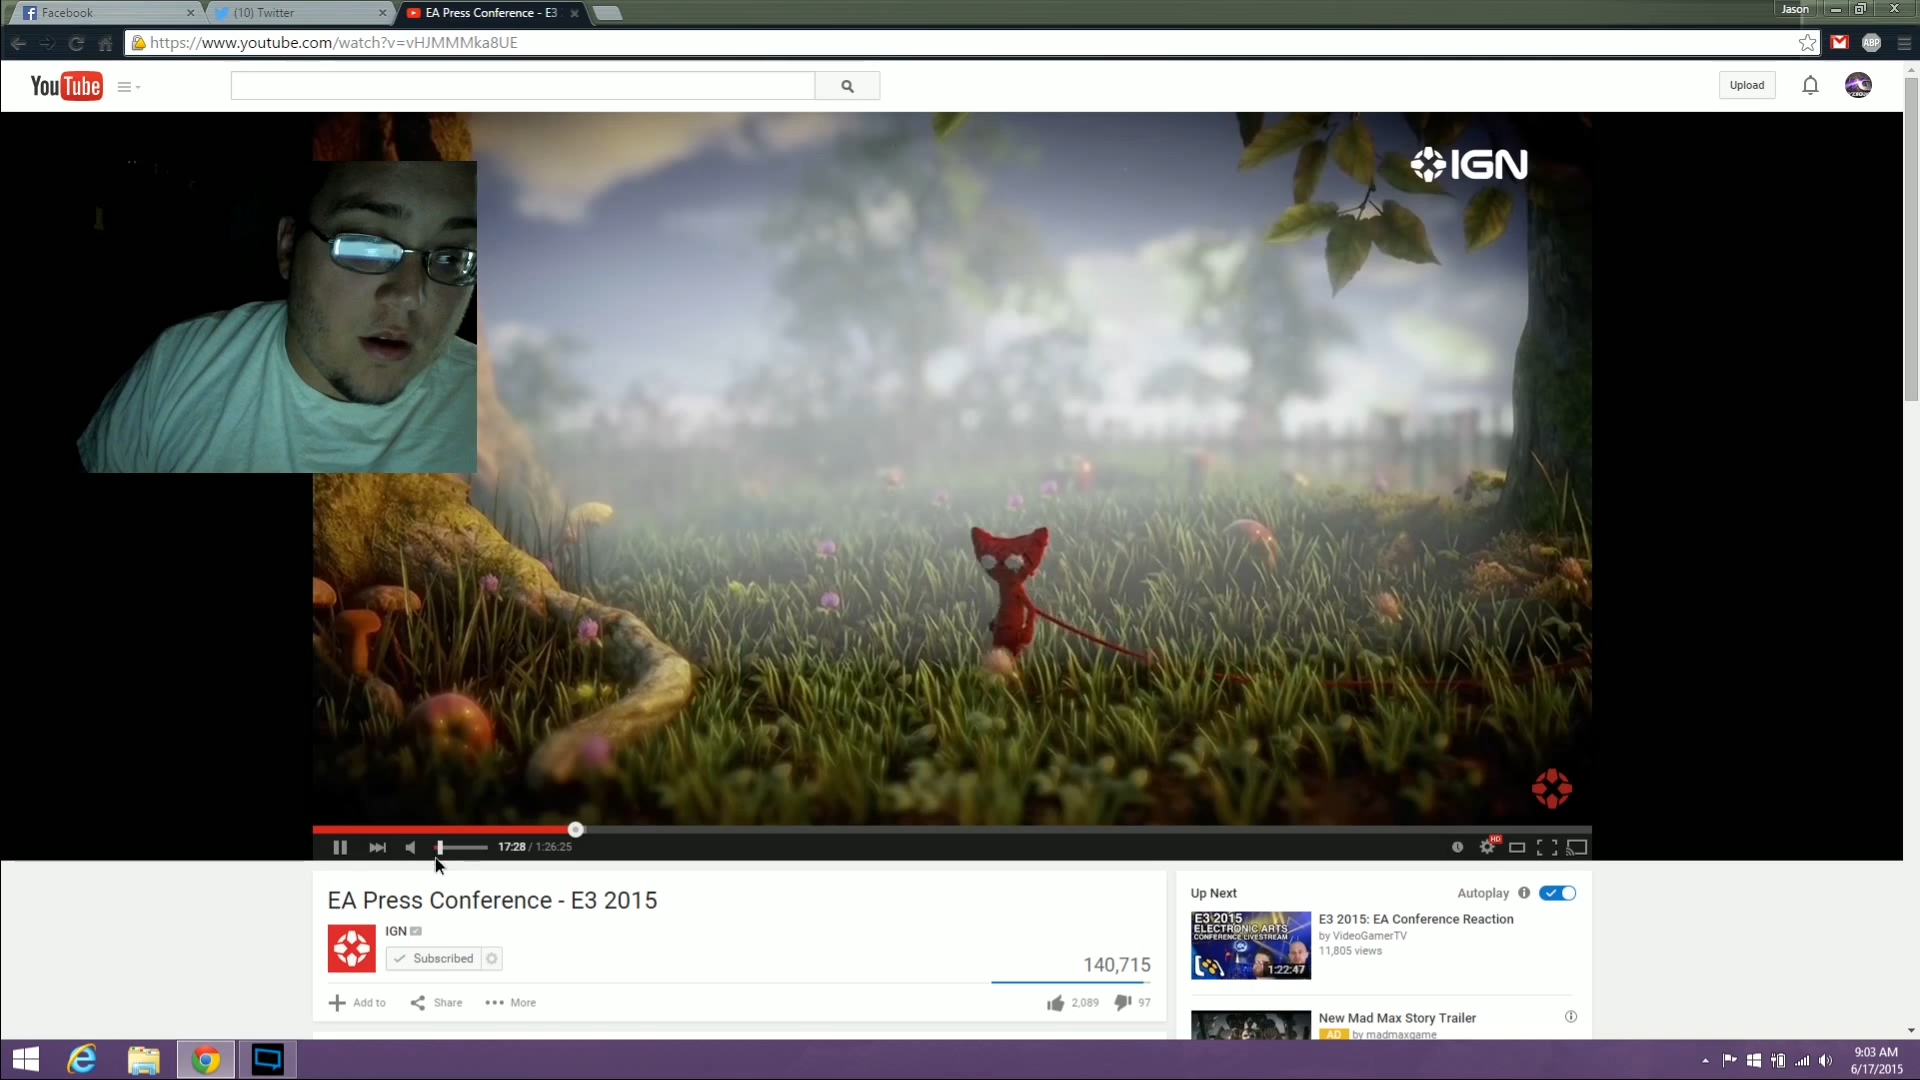 Facebook
(10) Twitter
EA Press Conference - E3
Jason
https://www.youtube.com/watch?v=vHJMMMka8UE
ABP
YouTube
Upload
IGN
17:28 / 1:26:25
HD
EA Press Conference - E3 2015
IGN
Subscribed
140,715
Add to
Share
More
2,089
97
Up Next
Autoplay
E3 2015
ELECTRONIC ARTS
CONFERENCE LIVESTREAM
1:22:47
E3 2015: EA Conference Reaction
by VideoGamerTV
11,805 views
New Mad Max Story Trailer
AD by madmaxgame
9:03 AM
6/17/2015